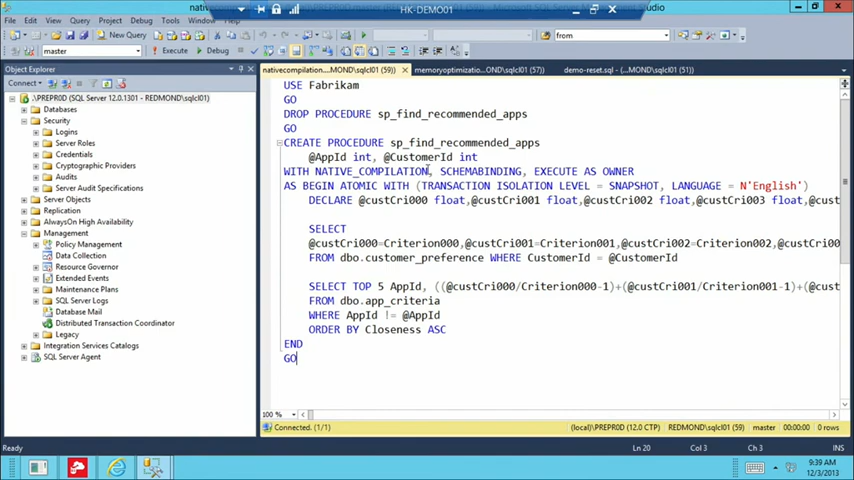 HK-DEMO01
File Edit View Query Project Debug Tools Window Help
New Query
from
master
Execute Debug
Object Explorer
nativecompilation....MOND\sqlcl01 (59))
memoryoptimizatio...OND\sqlcl01 (57))
demo-reset.sql - (...MOND\sqlcl01 (51))
Connect
.\PREPR0D (SQL Server 12.0.1301 - REDMOND\sqlcl01)
Databases
Security
Logins
Server Roles
Credentials
Cryptographic Providers
Audits
Server Audit Specifications
Server Objects
Replication
AlwaysOn High Availability
Management
Policy Management
Data Collection
Resource Governor
Extended Events
Maintenance Plans
SQL Server Logs
Database Mail
Distributed Transaction Coordinator
Legacy
Integration Services Catalogs
SQL Server Agent
USE Fabrikam
GO
DROP PROCEDURE sp_find_recommended_apps
GO
CREATE PROCEDURE sp_find_recommended_apps
@AppId int, @CustomerId int
WITH NATIVE_COMPILATION, SCHEMABINDING, EXECUTE AS OWNER
AS BEGIN ATOMIC WITH (TRANSACTION ISOLATION LEVEL = SNAPSHOT, LANGUAGE = N'English')
DECLARE @custCri000 float,@custCri001 float,@custCri002 float,@custCri003 float,@cust
SELECT
@custCri000=Criterion000,@custCri001=Criterion001,@custCri002=Criterion002,@custCri
FROM dbo.customer_preference WHERE CustomerId = @CustomerId
SELECT TOP 5 AppId, ((@custCri000/Criterion000-1)+(@custCri001/Criterion001-1)+(@cust
FROM dbo.app_criteria
WHERE AppId != @AppId
ORDER BY Closeness ASC
END
GO
100 %
Connected. (1/1)
(local)\PREPR0D (12.0 CTP) REDMOND\sqlcl01 (59) master 00:00:00 0 rows
Ready
Ln 20 Col 3 Ch 3 INS
9:39 AM
12/3/2013